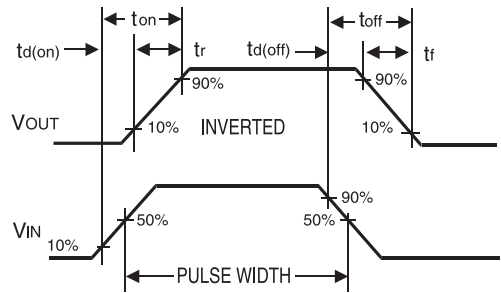 ton toff
td(on) tr td(off) tf
90% 90%
VOUT 10% INVERTED 10%
90%
50% 50%
VIN
10%
PULSE WIDTH